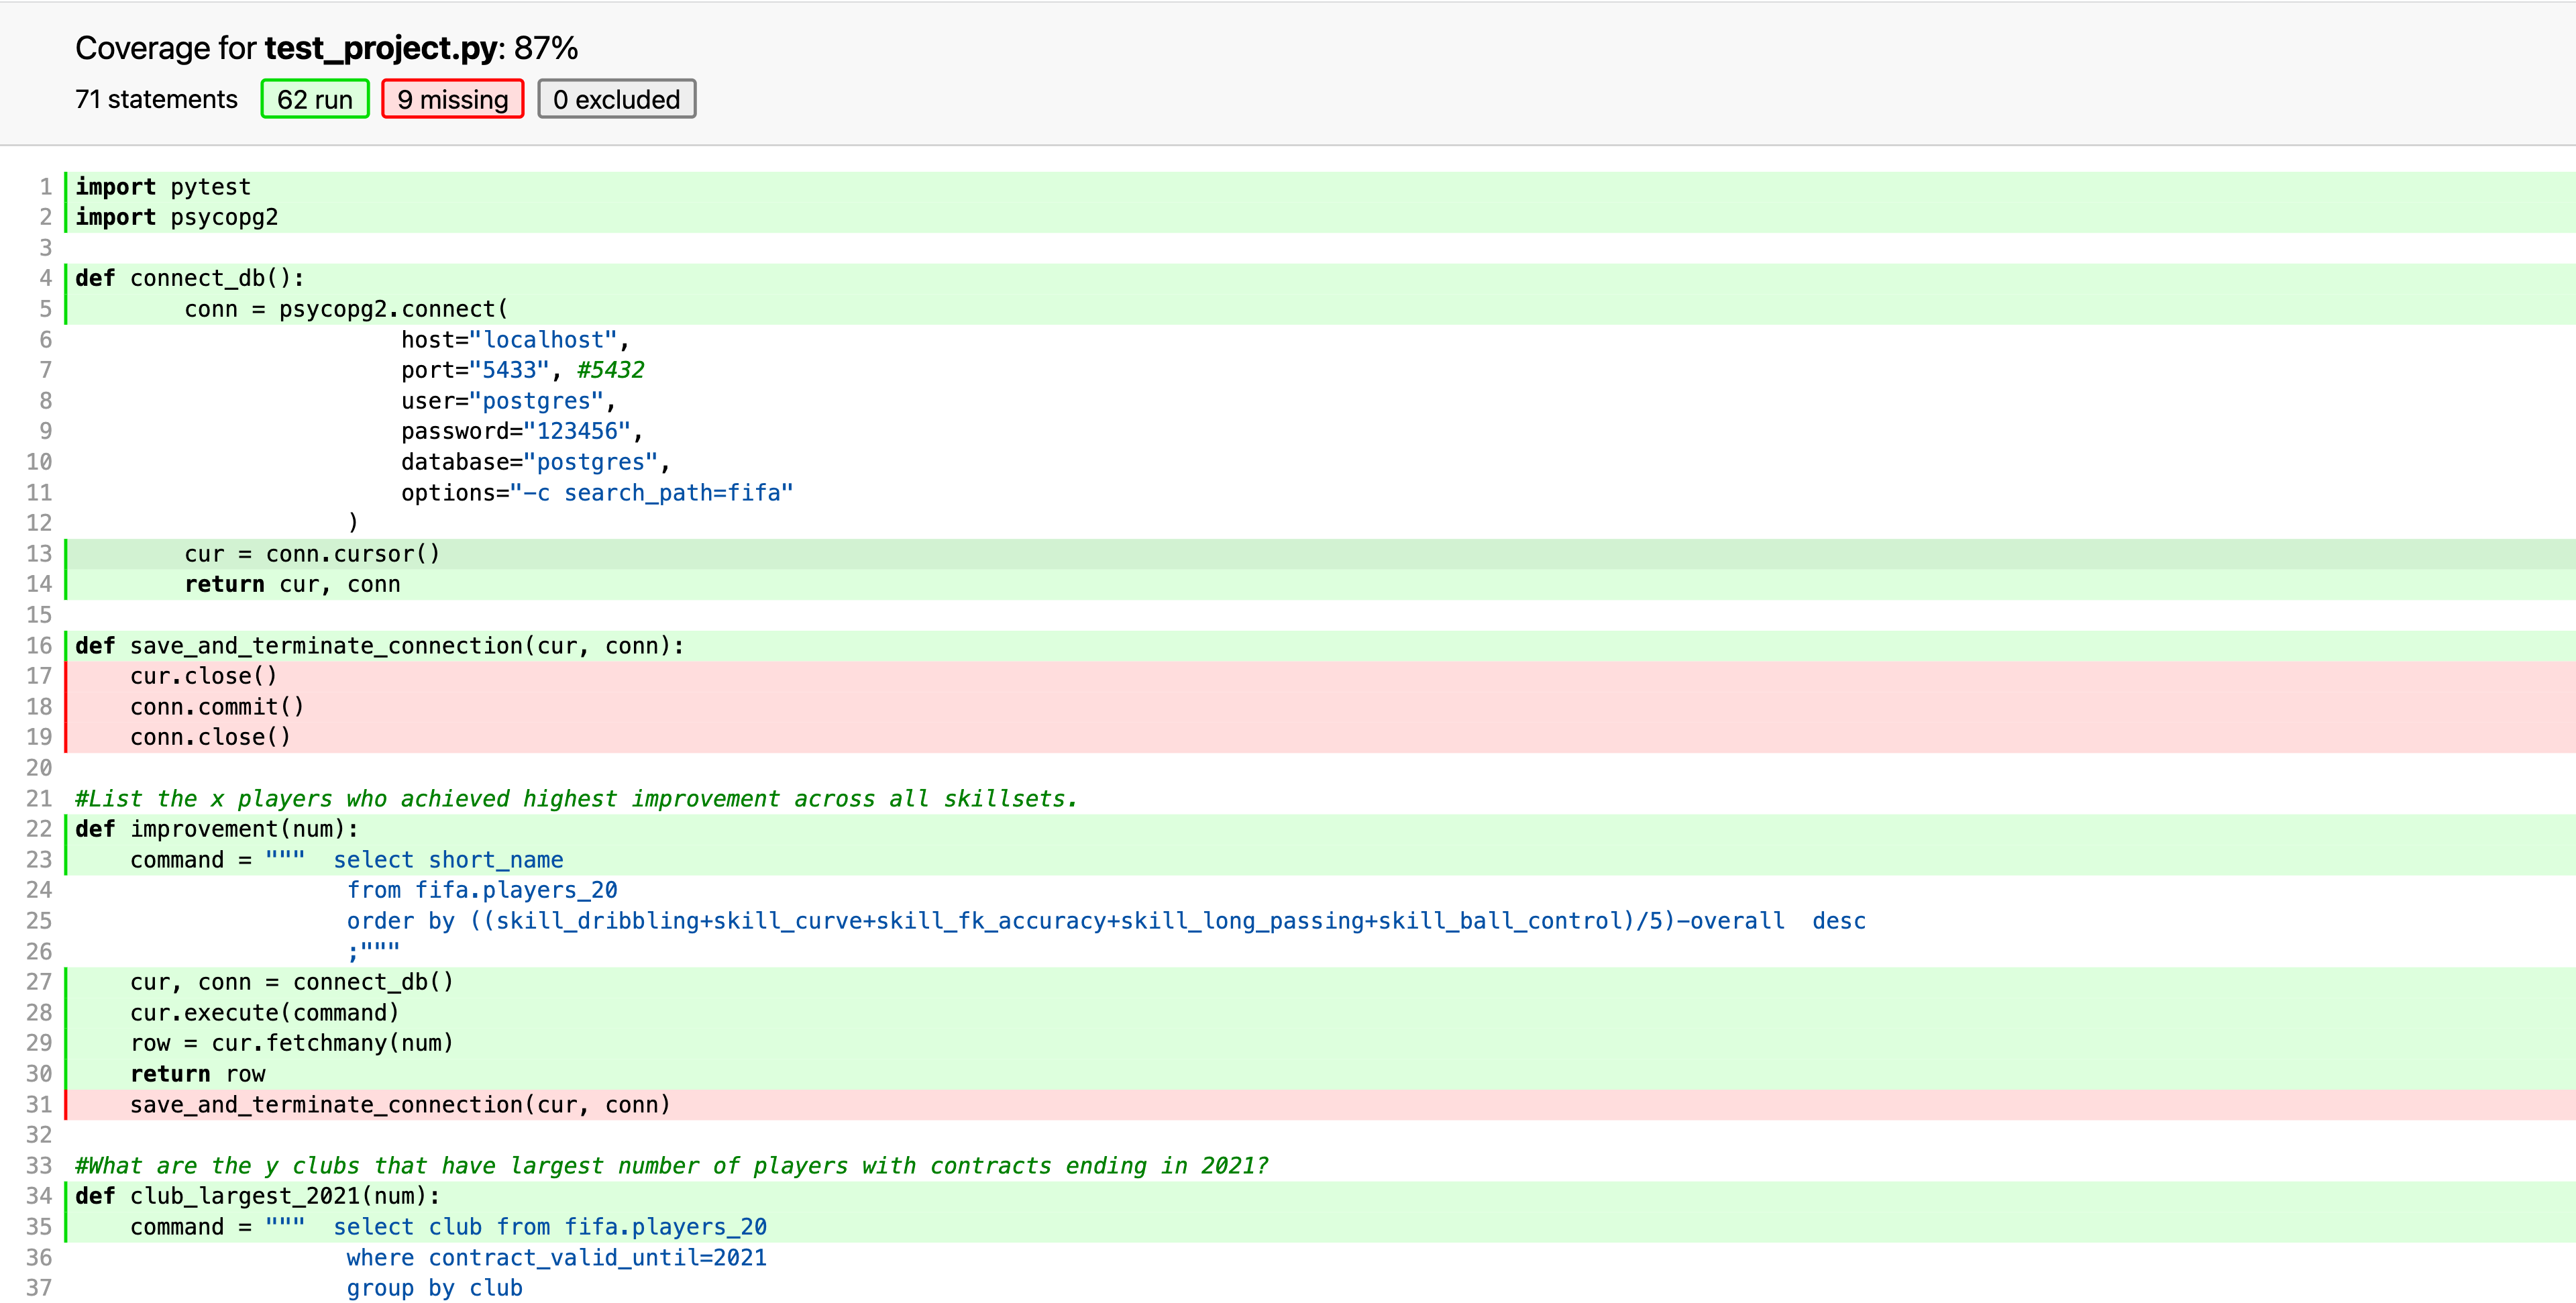 Coverage for test_project.py: 87%
71 statements 62 run 9 missing 0 excluded
1 import pytest
2 import psycopg2
3
4 def connect_db():
5         conn = psycopg2.connect(
6                         host="localhost",
7                         port="5433", #5432
8                         user="postgres",
9                         password="123456",
10                         database="postgres",
11                         options="-c search_path=fifa"
12                     )
13         cur = conn.cursor()
14         return cur, conn
15
16 def save_and_terminate_connection(cur, conn):
17     cur.close()
18     conn.commit()
19     conn.close()
20
21 #List the x players who achieved highest improvement across all skillsets.
22 def improvement(num):
23     command = """  select short_name
24                     from fifa.players_20
25                     order by ((skill_dribbling+skill_curve+skill_fk_accuracy+skill_long_passing+skill_ball_control)/5)-overall  desc
26                     ;"""
27     cur, conn = connect_db()
28     cur.execute(command)
29     row = cur.fetchmany(num)
30     return row
31     save_and_terminate_connection(cur, conn)
32
33 #What are the y clubs that have largest number of players with contracts ending in 2021?
34 def club_largest_2021(num):
35     command = """  select club from fifa.players_20
36                     where contract_valid_until=2021
37                     group by club